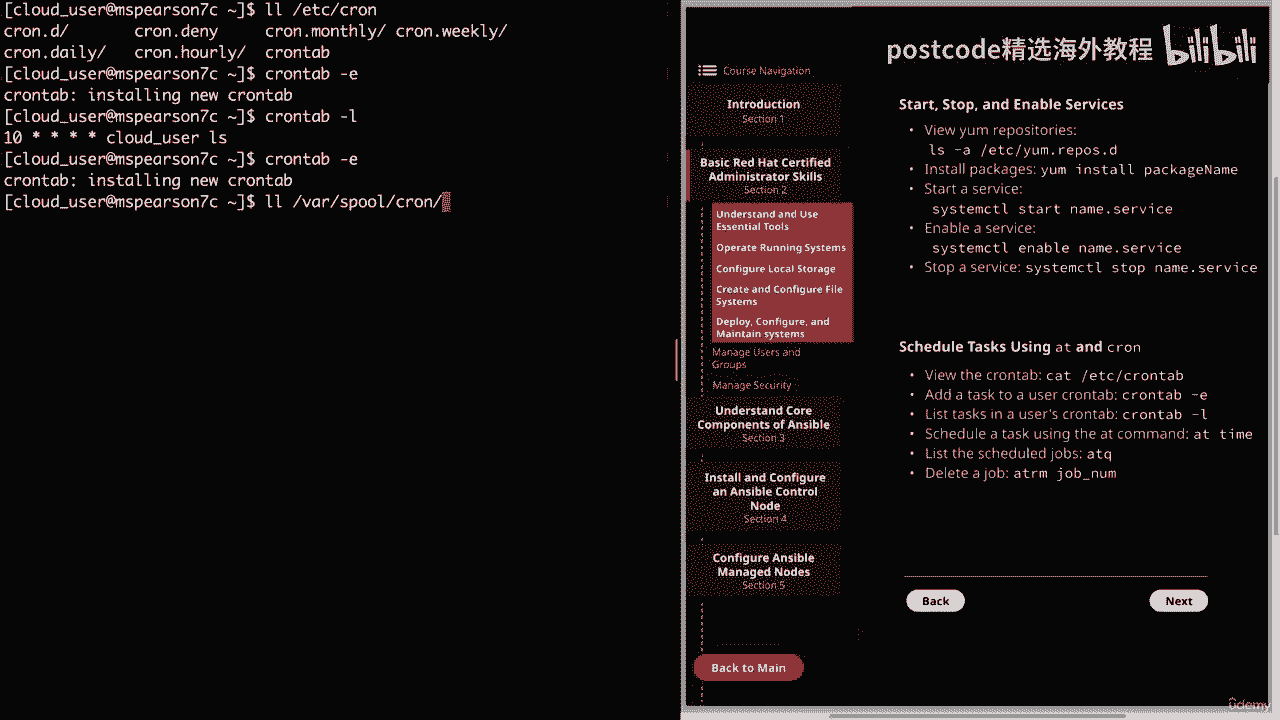 [cloud_user@mspearson7c ~]$ ll /etc/cron
cron.d/ cron.deny cron.monthly/ cron.weekly/
cron.daily/ cron.hourly/ crontab
[cloud_user@mspearson7c ~]$ crontab -e
crontab: installing new crontab
[cloud_user@mspearson7c ~]$ crontab -l
10 * * * * cloud_user ls
[cloud_user@mspearson7c ~]$ crontab -e
crontab: installing new crontab
[cloud_user@mspearson7c ~]$ ll /var/spool/cron/
postcode精选海外教程 bilibili
Course Navigation
Introduction
Section 1
Basic Red Hat Certified
Administrator Skills
Section 2
Understand and Use
Essential Tools
Operate Running Systems
Configure Local Storage
Create and Configure File
Systems
Deploy, Configure, and
Maintain systems
Manage Users and
Groups
Manage Security
Understand Core
Components of Ansible
Section 3
Install and Configure
an Ansible Control
Node
Section 4
Configure Ansible
Managed Nodes
Section 5
Back to Main
Start, Stop, and Enable Services
• View yum repositories:
ls -a /etc/yum.repos.d
• Install packages: yum install packageName
• Start a service:
systemctl start name.service
• Enable a service:
systemctl enable name.service
• Stop a service: systemctl stop name.service
Schedule Tasks Using at and cron
• View the crontab: cat /etc/crontab
• Add a task to a user crontab: crontab -e
• List tasks in a user's crontab: crontab -l
• Schedule a task using the at command: at time
• List the scheduled jobs: atq
• Delete a job: atrm job_num
Back
Next
ûdemy